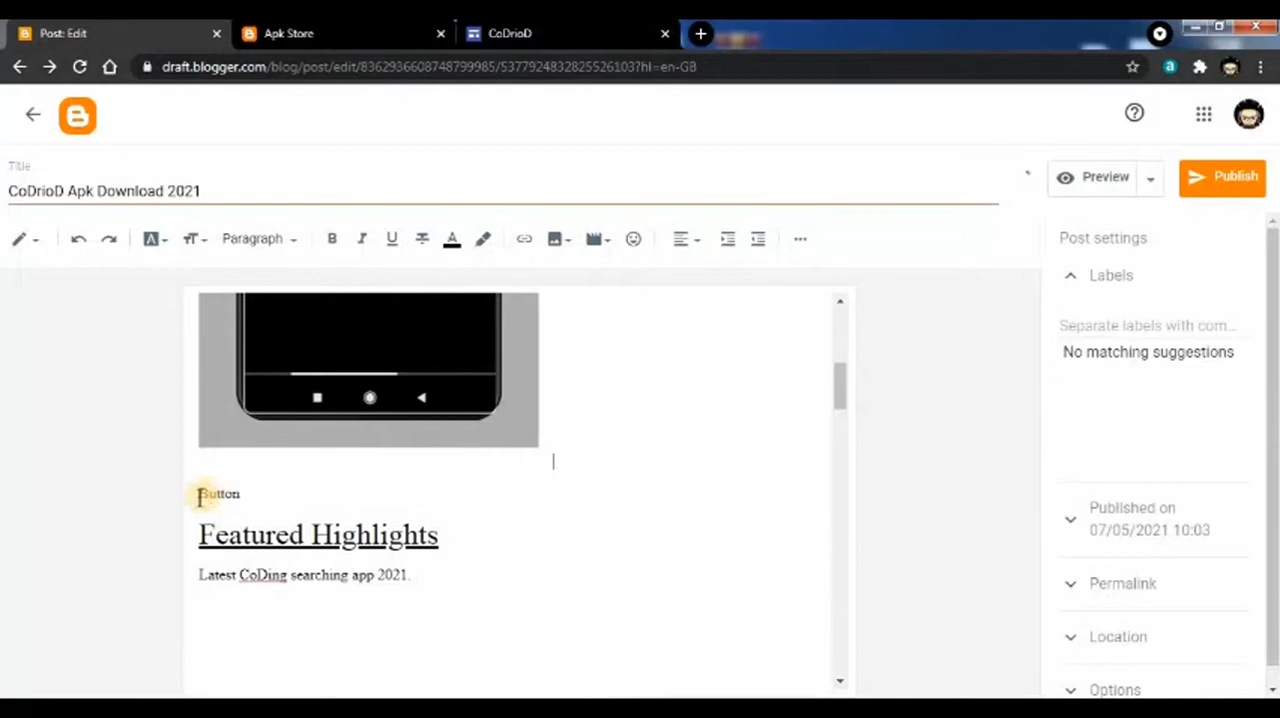 Post: Edit
Apk Store
CoDrioD
draft.blogger.com/blog/post/edit/8362936608748799985/5377924832825526103?hl=en-GB
Title
CoDrioD Apk Download 2021
Preview
Publish
Paragraph
Post settings
Labels
Separate labels with com...
No matching suggestions
Button
Featured Highlights
Latest CoDing searching app 2021.
Published on
07/05/2021 10:03
Permalink
Location
Options